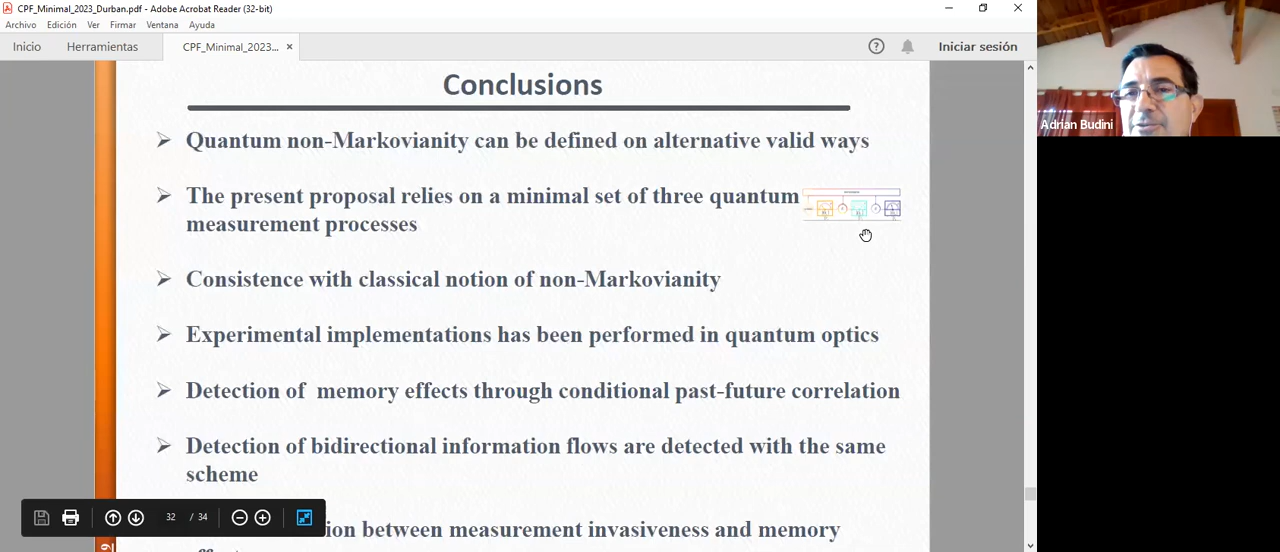 CPF_Minimal_2023_Durban.pdf - Adobe Acrobat Reader (32-bit)
Archivo Edición Ver Firmar Ventana Ayuda
Inicio Herramientas CPF_Minimal_2023... × Iniciar sesión
Adrian Budini
Conclusions
Quantum non-Markovianity can be defined on alternative valid ways
The present proposal relies on a minimal set of three quantum
measurement processes
Consistence with classical notion of non-Markovianity
Experimental implementations has been performed in quantum optics
Detection of memory effects through conditional past-future correlation
Detection of bidirectional information flows are detected with the same
scheme
32 / 34
ion between measurement invasiveness and memory